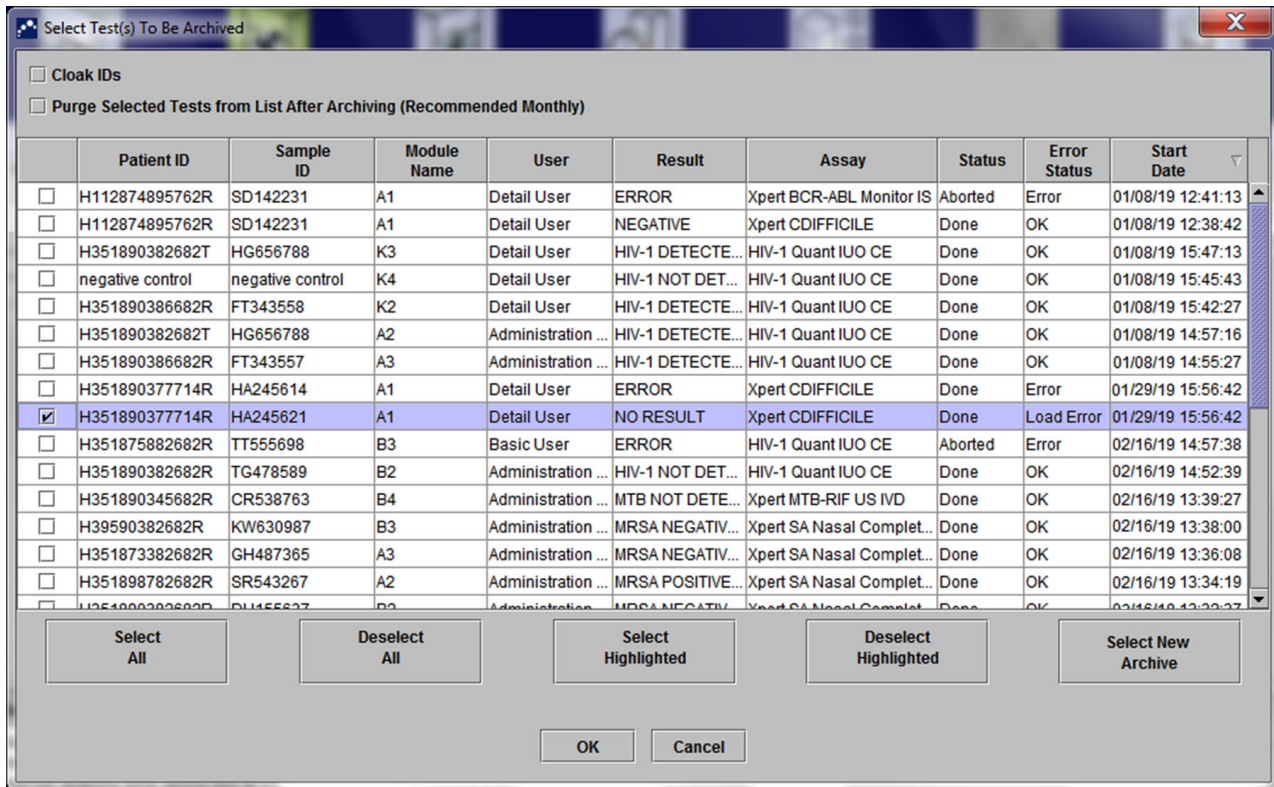 Select Test(s) To Be Archived
Cloak IDs
Purge Selected Tests from List After Archiving (Recommended Monthly)
Patient ID Sample ID Module Name User Result Assay Status Error Status Start Date
H112874895762R SD142231 A1 Detail User ERROR Xpert BCR-ABL Monitor IS Aborted Error 01/08/19 12:41:13
H112874895762R SD142231 A1 Detail User NEGATIVE Xpert CDIFFICILE Done OK 01/08/19 12:38:42
H351890382682T HG656788 K3 Detail User HIV-1 DETECTE... HIV-1 Quant IUO CE Done OK 01/08/19 15:47:13
negative control negative control K4 Detail User HIV-1 NOT DET... HIV-1 Quant IUO CE Done OK 01/08/19 15:45:43
H351890386682R FT343558 K2 Detail User HIV-1 DETECTE... HIV-1 Quant IUO CE Done OK 01/08/19 15:42:27
H351890382682T HG656788 A2 Administration ... HIV-1 DETECTE... HIV-1 Quant IUO CE Done OK 01/08/19 14:57:16
H351890386682R FT343557 A3 Administration ... HIV-1 DETECTE... HIV-1 Quant IUO CE Done OK 01/08/19 14:55:27
H351890377714R HA245614 A1 Detail User ERROR Xpert CDIFFICILE Done Error 01/29/19 15:56:42
H351890377714R HA245621 A1 Detail User NO RESULT Xpert CDIFFICILE Done Load Error 01/29/19 15:56:42
H351875882682R TT555698 B3 Basic User ERROR HIV-1 Quant IUO CE Aborted Error 02/16/19 14:57:38
H351890382682R TG478589 B2 Administration ... HIV-1 NOT DET... HIV-1 Quant IUO CE Done OK 02/16/19 14:52:39
H351890345682R CR538763 B4 Administration ... MTB NOT DETE... Xpert MTB-RIF US IVD Done OK 02/16/19 13:39:27
H39590382682R KW630987 B3 Administration ... MRSA NEGATIV... Xpert SA Nasal Complet... Done OK 02/16/19 13:38:00
H351873382682R GH487365 A3 Administration ... MRSA NEGATIV... Xpert SA Nasal Complet... Done OK 02/16/19 13:36:08
H351898782682R SR543267 A2 Administration ... MRSA POSITIVE... Xpert SA Nasal Complet... Done OK 02/16/19 13:34:19
Select All Deselect All Select Highlighted Deselect Highlighted Select New Archive
OK Cancel